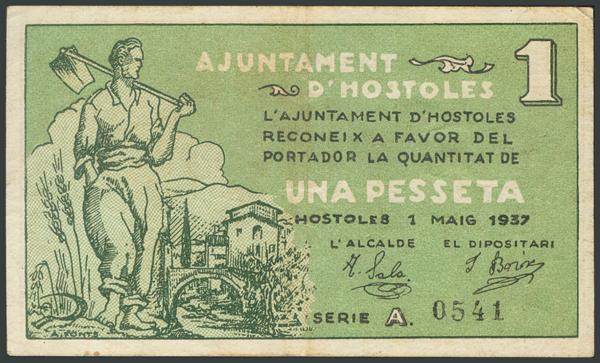 AJUNTAMENT
D'HOSTOLES
1
L'AJUNTAMENT D'HOSTOLES
RECONEIX A FAVOR DEL
PORTADOR LA QUANTITAT DE
UNA PESSETA
HOSTOLES 1 MAIG 1937
L'ALCALDE EL DIPOSITARI
SERIE A. 0541
A. FONTS